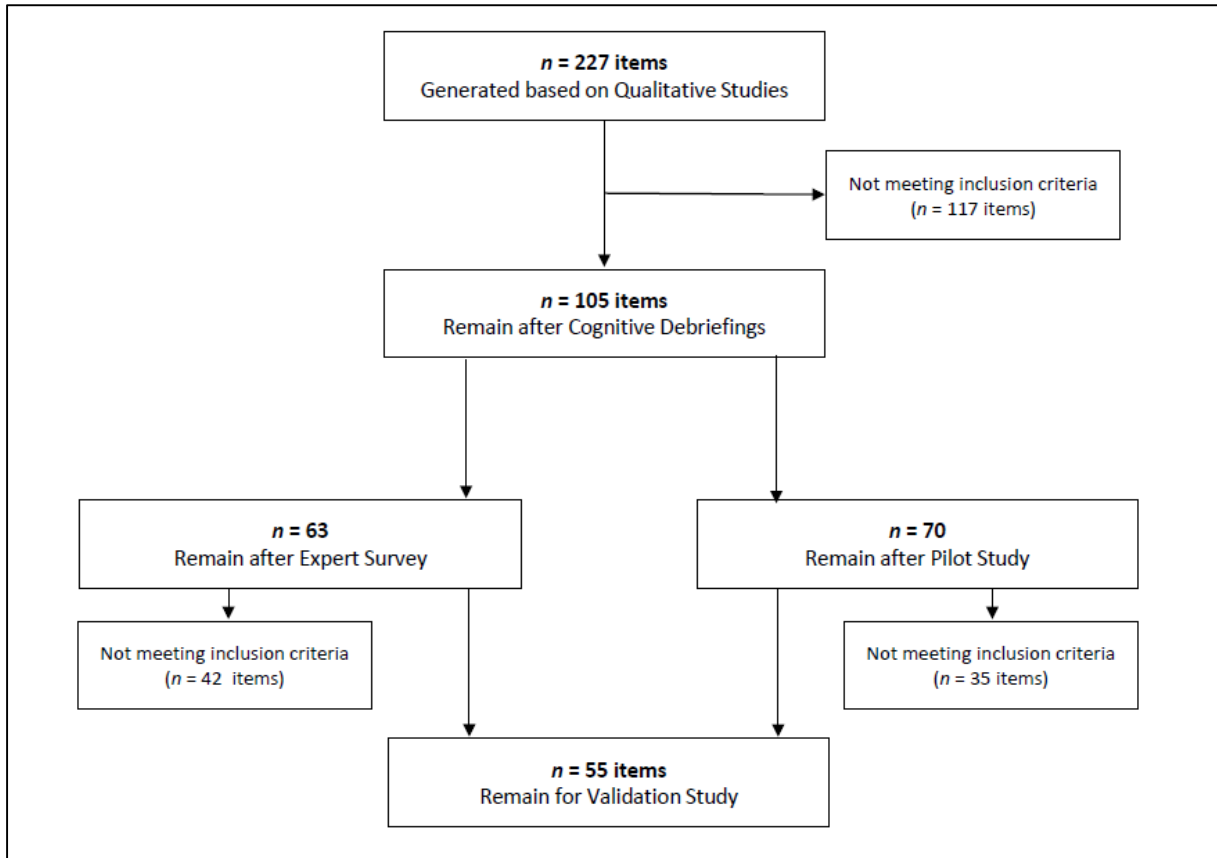 n = 227 items
Generated based on Qualitative Studies
Not meeting inclusion criteria
(n = 117 items)
n = 105 items
Remain after Cognitive Debriefings
n = 63
Remain after Expert Survey
n = 70
Remain after Pilot Study
Not meeting inclusion criteria
(n = 42 items)
Not meeting inclusion criteria
(n = 35 items)
n = 55 items
Remain for Validation Study